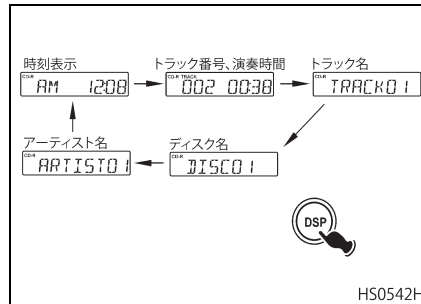 時刻表示
CD-R
AM 12:08
トラック番号、演奏時間
CD-R TRACK
002 00:38
トラック名
CD-R
TRACK01
アーティスト名
CD-R
ARTIST01
ディスク名
CD-R
DISC01
DSP
HS0542H